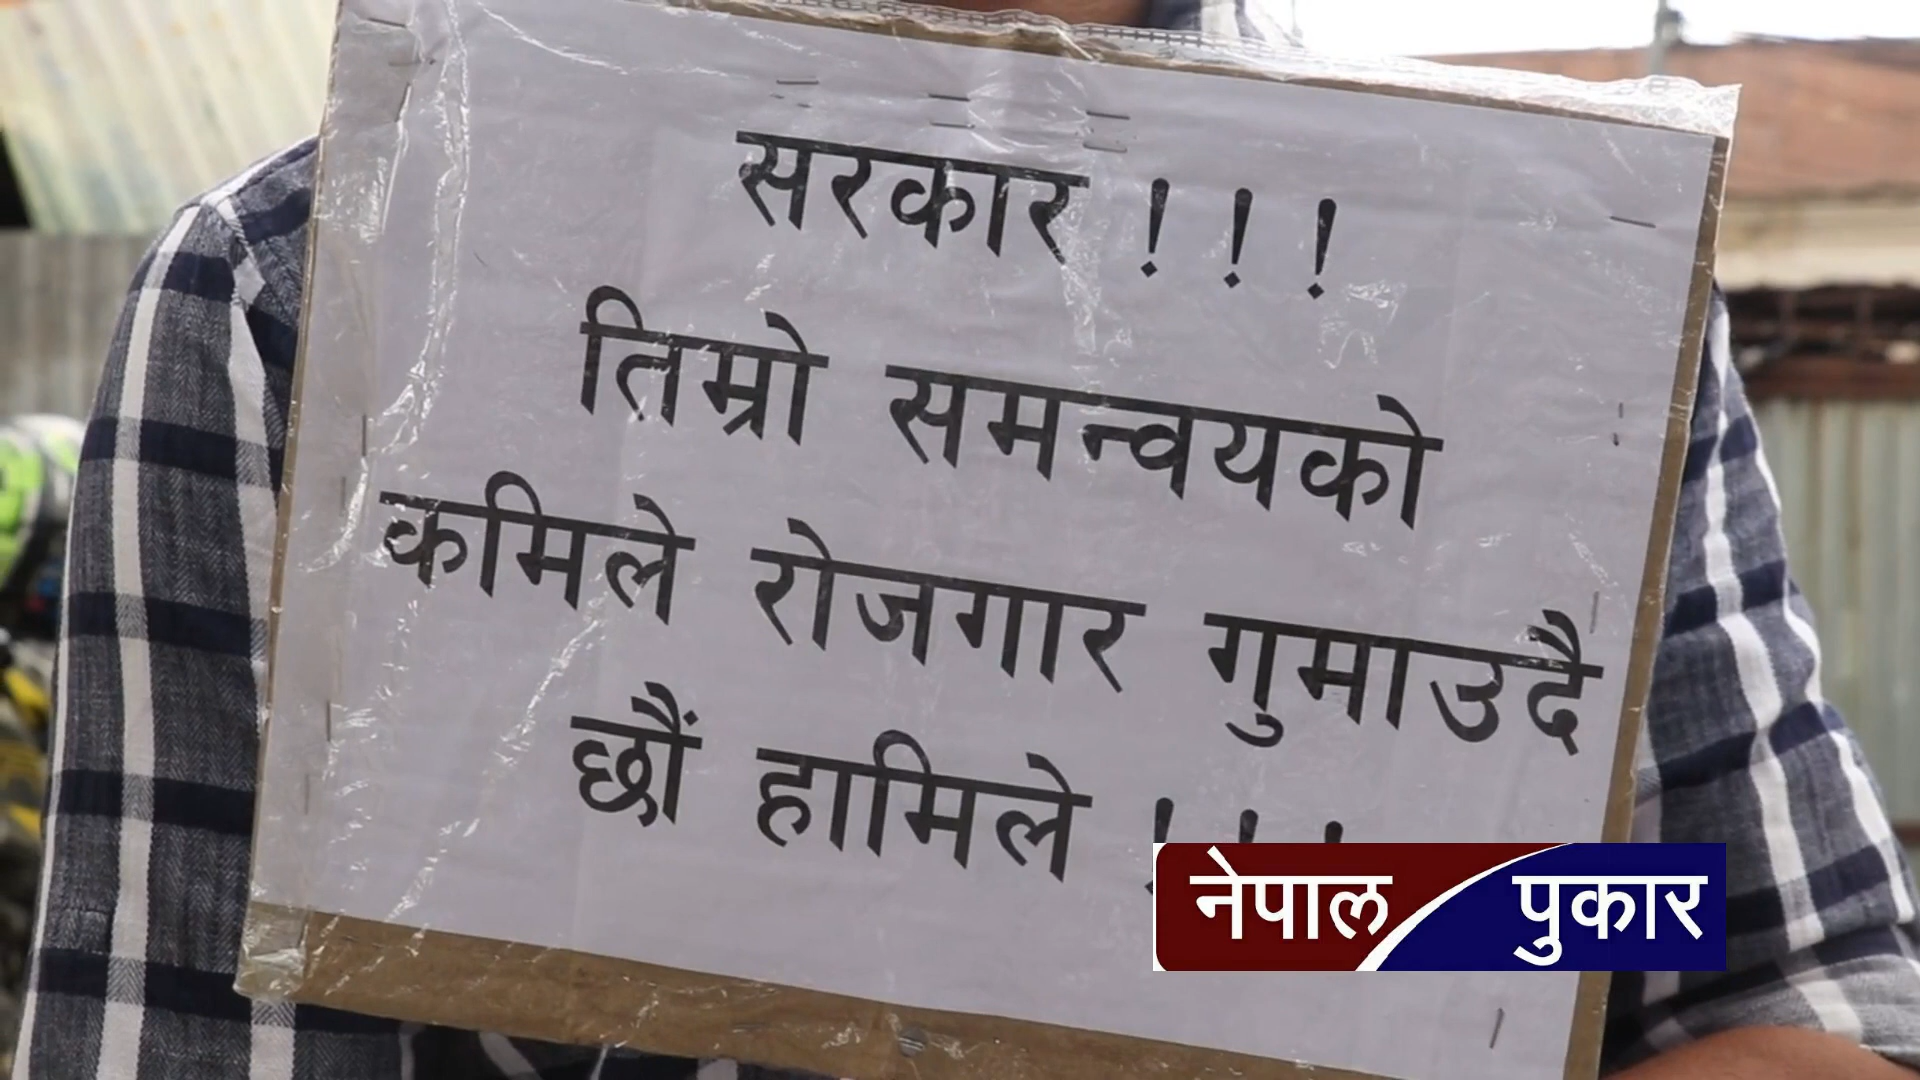 सरकार ! ! !
तिम्रो समन्वयको
कमिले रोजगार गुमाउदै
छौं हामिले ! ! !
नेपाल पुकार